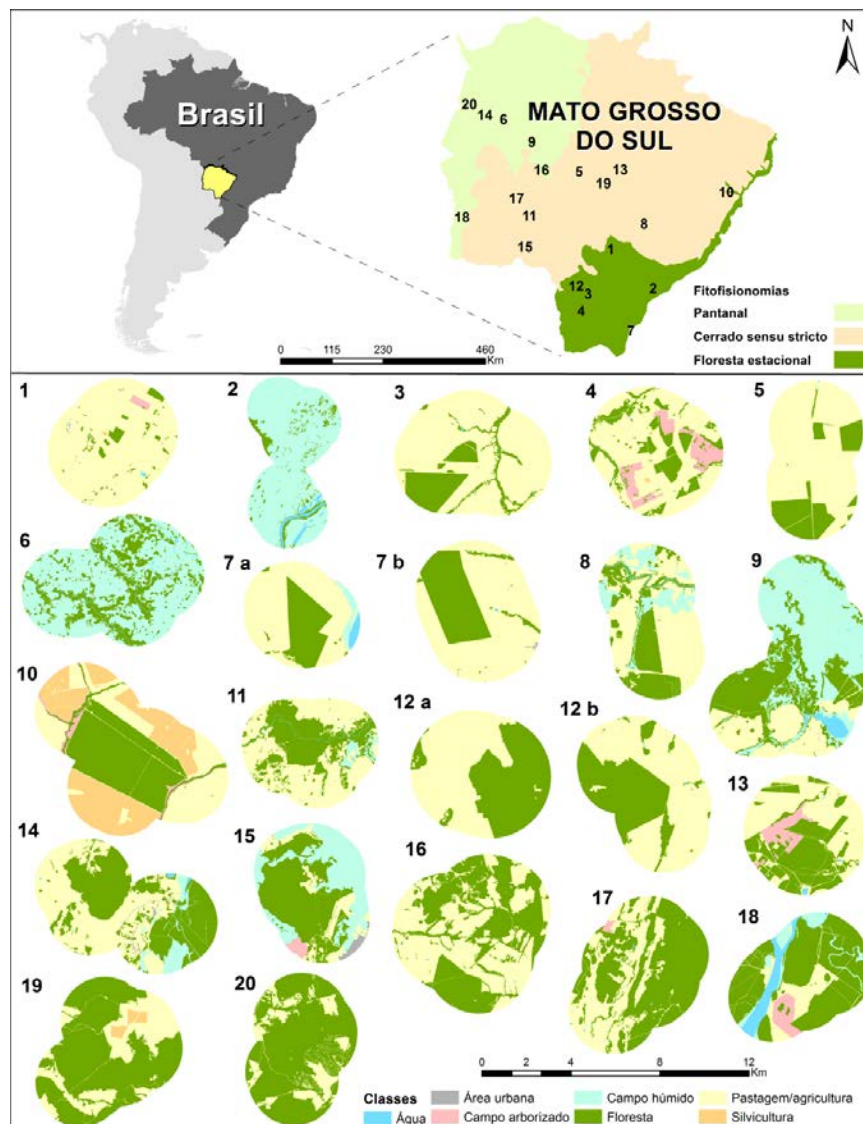 N
Brasil
MATO GROSSO
DO SUL
20
14
6
9
16
5
19
13
10
17
11
18
15
8
1
12
3
4
2
7
Fitofisionomias
Pantanal
Cerrado sensu stricto
Floresta estacional
0 115 230 460
Km
1
2
3
4
5
6
7 a
7 b
8
9
10
11
12 a
12 b
13
14
15
16
17
18
19
20
0 2 4 8 12
Km
Classes
Área urbana
Campo húmido
Pastagem/agricultura
Água
Campo arborizado
Floresta
Silvicultura